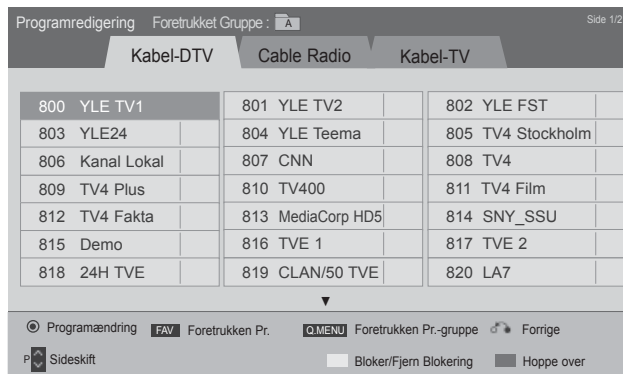 Programredigering Foretrukket Gruppe : A Side 1/2
Kabel-DTV Cable Radio Kabel-TV
800 YLE TV1 801 YLE TV2 802 YLE FST
803 YLE24 804 YLE Teema 805 TV4 Stockholm
806 Kanal Lokal 807 CNN 808 TV4
809 TV4 Plus 810 TV400 811 TV4 Film
812 TV4 Fakta 813 MediaCorp HD5 814 SNY_SSU
815 Demo 816 TVE 1 817 TVE 2
818 24H TVE 819 CLAN/50 TVE 820 LA7
▼
Programændring FAV Foretrukken Pr. Q.MENU Foretrukken Pr.-gruppe Forrige
P Sideskift Bloker/Fjern Blokering Hoppe over